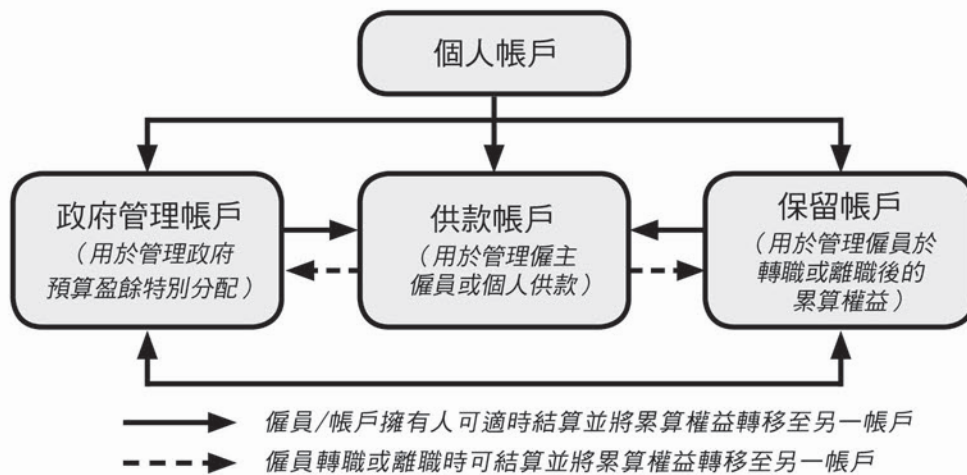 個人帳戶
政府管理帳戶
（用於管理政府
預算盈餘特別分配）
供款帳戶
（用於管理僱主
僱員或個人供款）
保留帳戶
（用於管理僱員於
轉職或離職後的
累算權益）
僱員/帳戶擁有人可適時結算並將累算權益轉移至另一帳戶
僱員轉職或離職時可結算並將累算權益轉移至另一帳戶